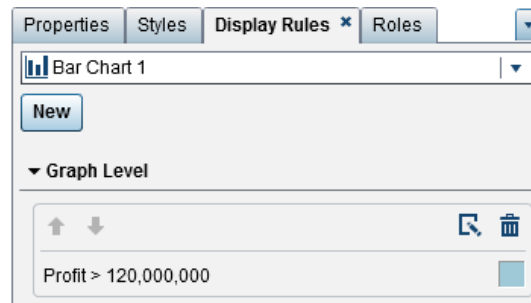 Properties Styles Display Rules Roles
Bar Chart 1
New
Graph Level
Profit > 120,000,000